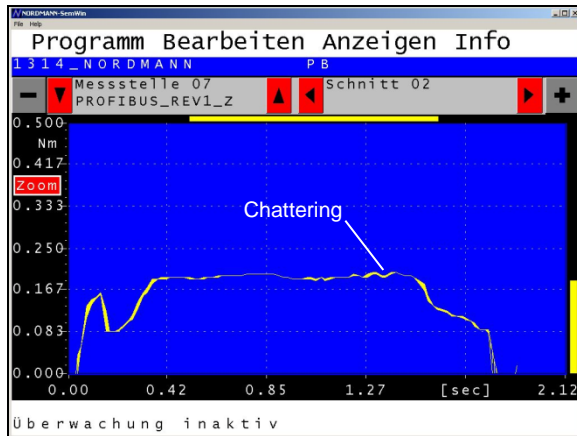 NORDMANN-SemWin
File Help
Programm Bearbeiten Anzeigen Info
1314_NORDMANN PB
Messstelle 07 Schnitt 02
PROFIBUS_REV1_Z
0.500
Nm
0.417
Zoom
0.333
Chattering
0.250
0.167
0.083
0.000
0.00 0.42 0.85 1.27 [sec] 2.12
Überwachung inaktiv